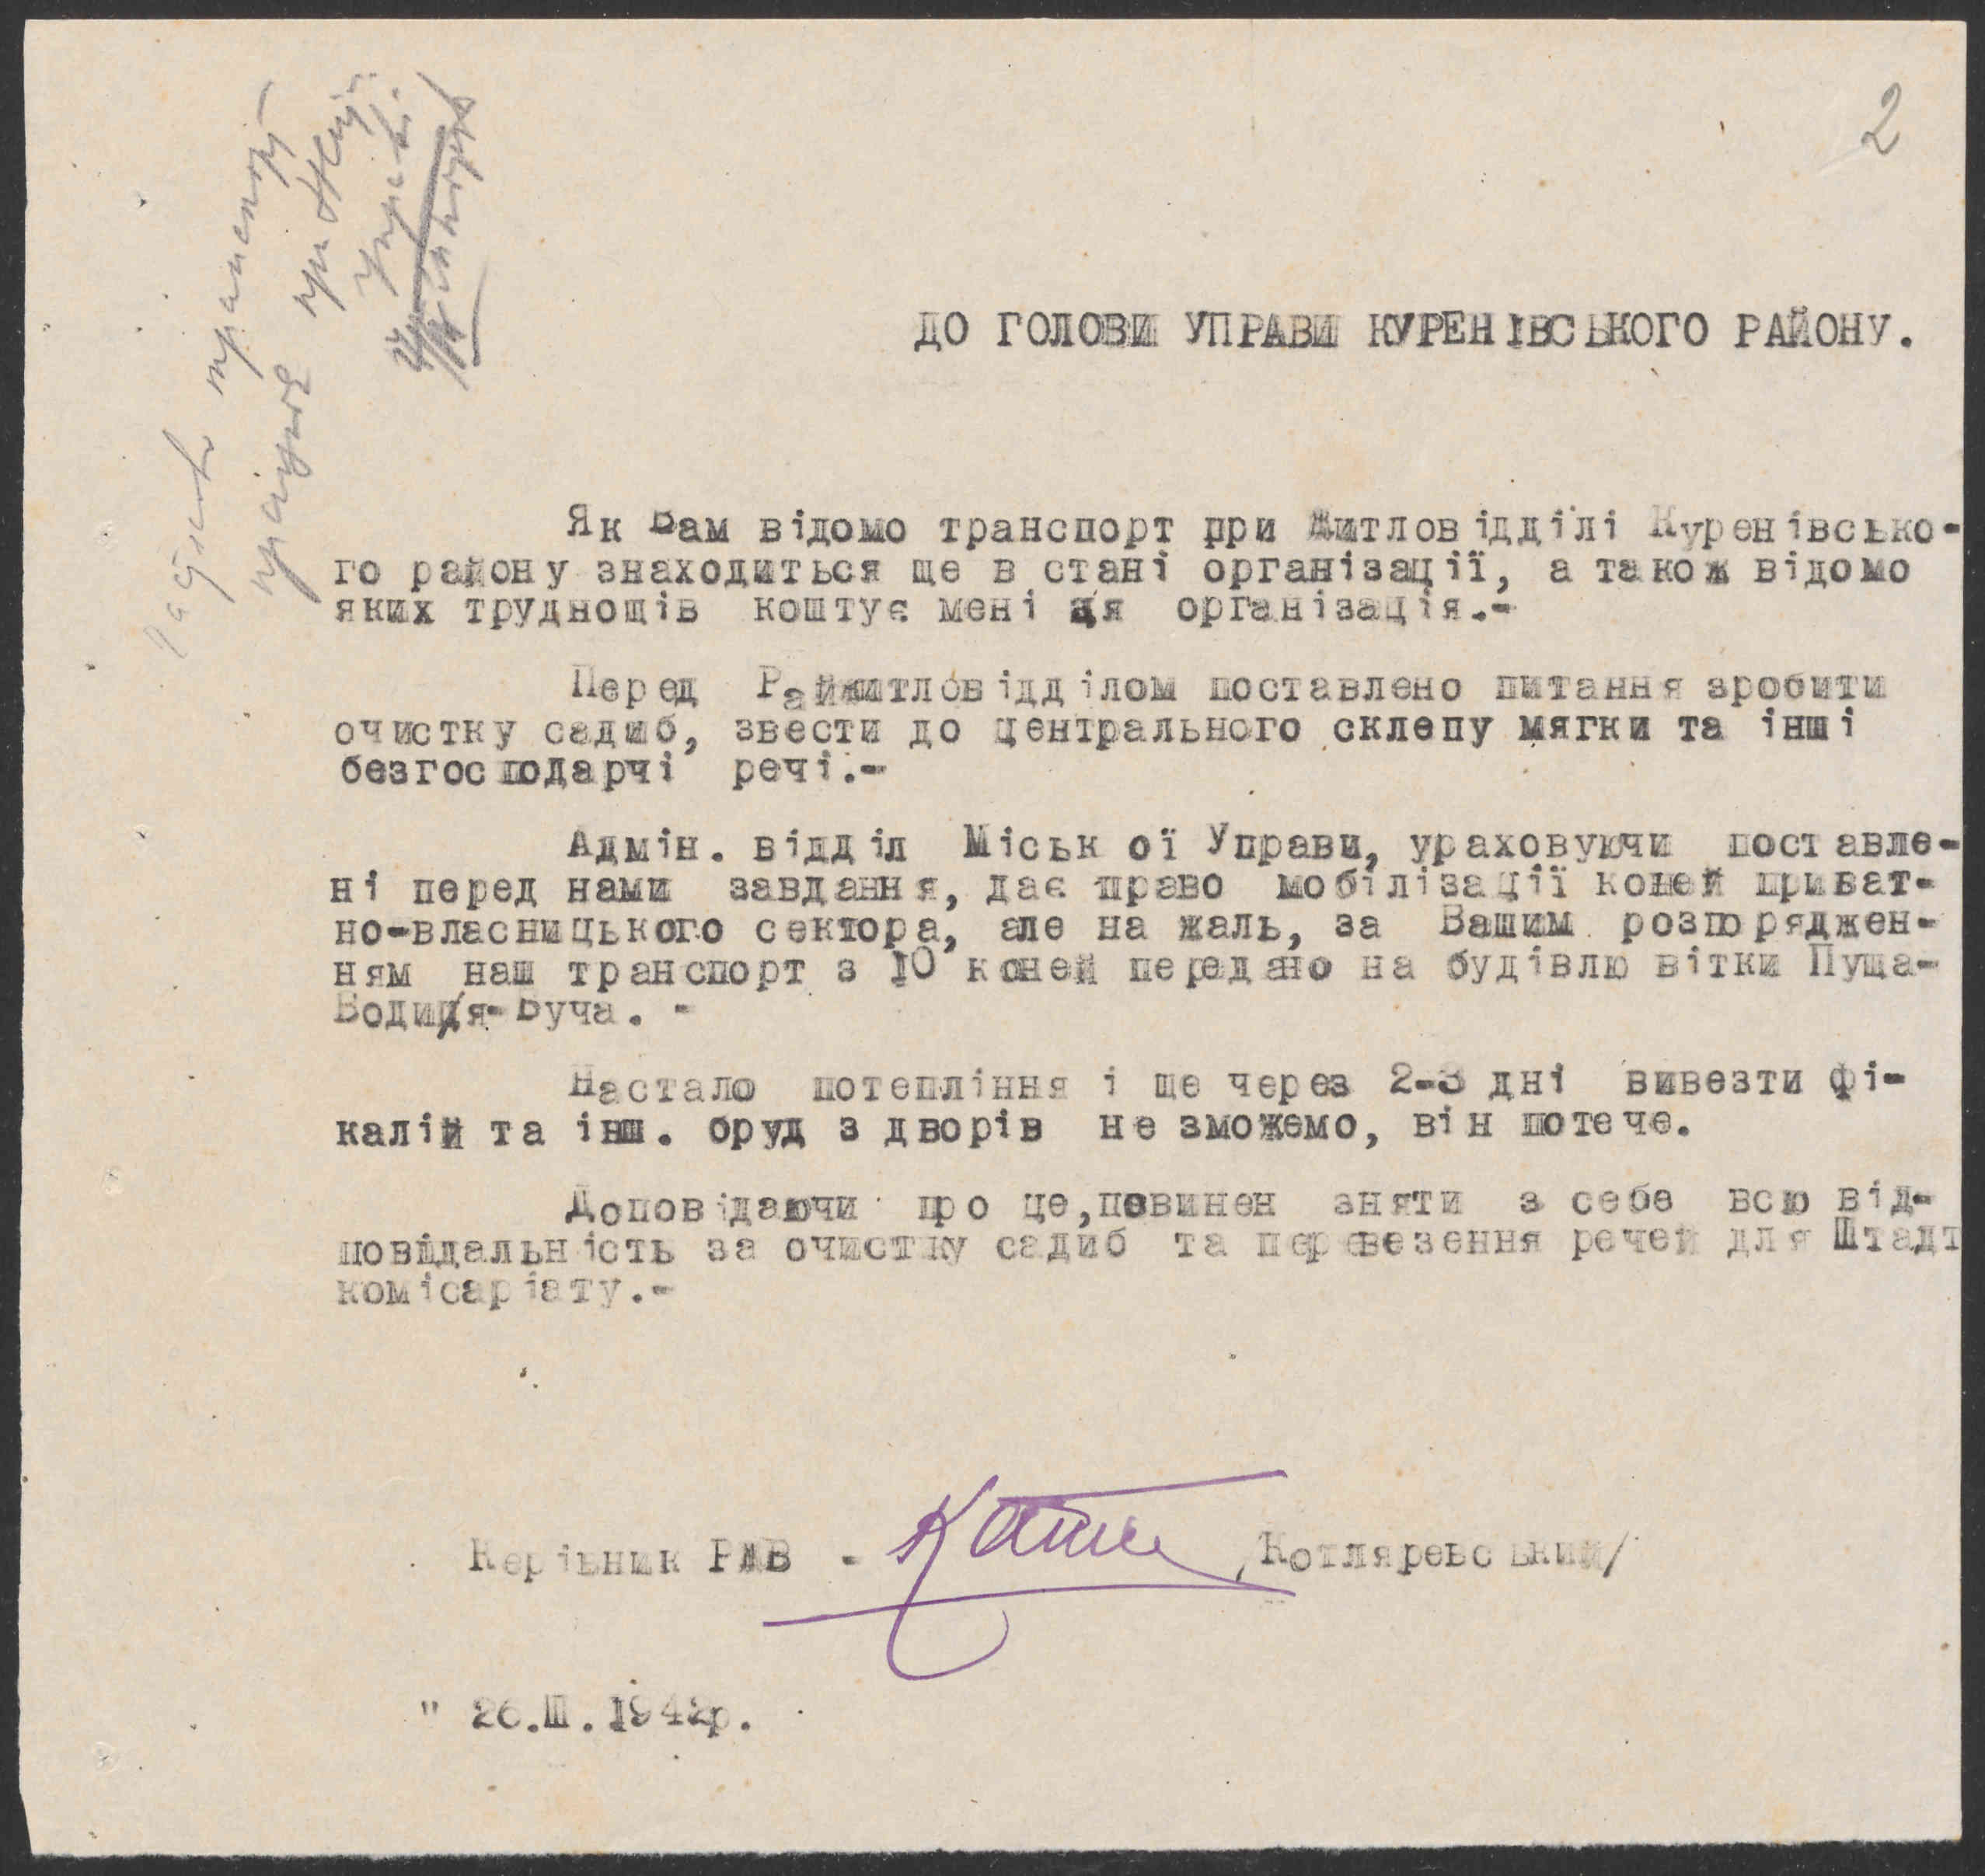 2
ДО ГОЛОВИ УПРАВИ КУРЕНІВСЬКОГО РАЙОНУ.
Як Вам відомо транспорт при Житловідділі Куренівсько-
го району знаходиться ще в стані організації, а також відомо
яких труднощів коштує мені ця організація.-
Перед Райжитловідділом поставлено питання зробити
очистку садиб, звести до центрального склепу мягки та інші
безгосподарчі речі.-
Адмін. відділ Міської Управи, ураховуючи поставле-
ні перед нами завдання, дає право мобілізації коней приват-
но-власницького сектора, але на жаль, за Вашим розпоряджен-
ням наш транспорт з 10 коней передано на будівлю вітки Пуща-
Водиця-Буча. -
Настало потепління і ще через 2-3 дні вивезти фі-
калій та інш. бруд з дворів не зможемо, він потече.
Доповідаючи про це, повинен зняти з себе всю від-
повідальність за очистку садиб та перевезення речей для Штадт
комісаріату.-
Керівник РЖВ - /Котляревський/
" 26.III.1942р.